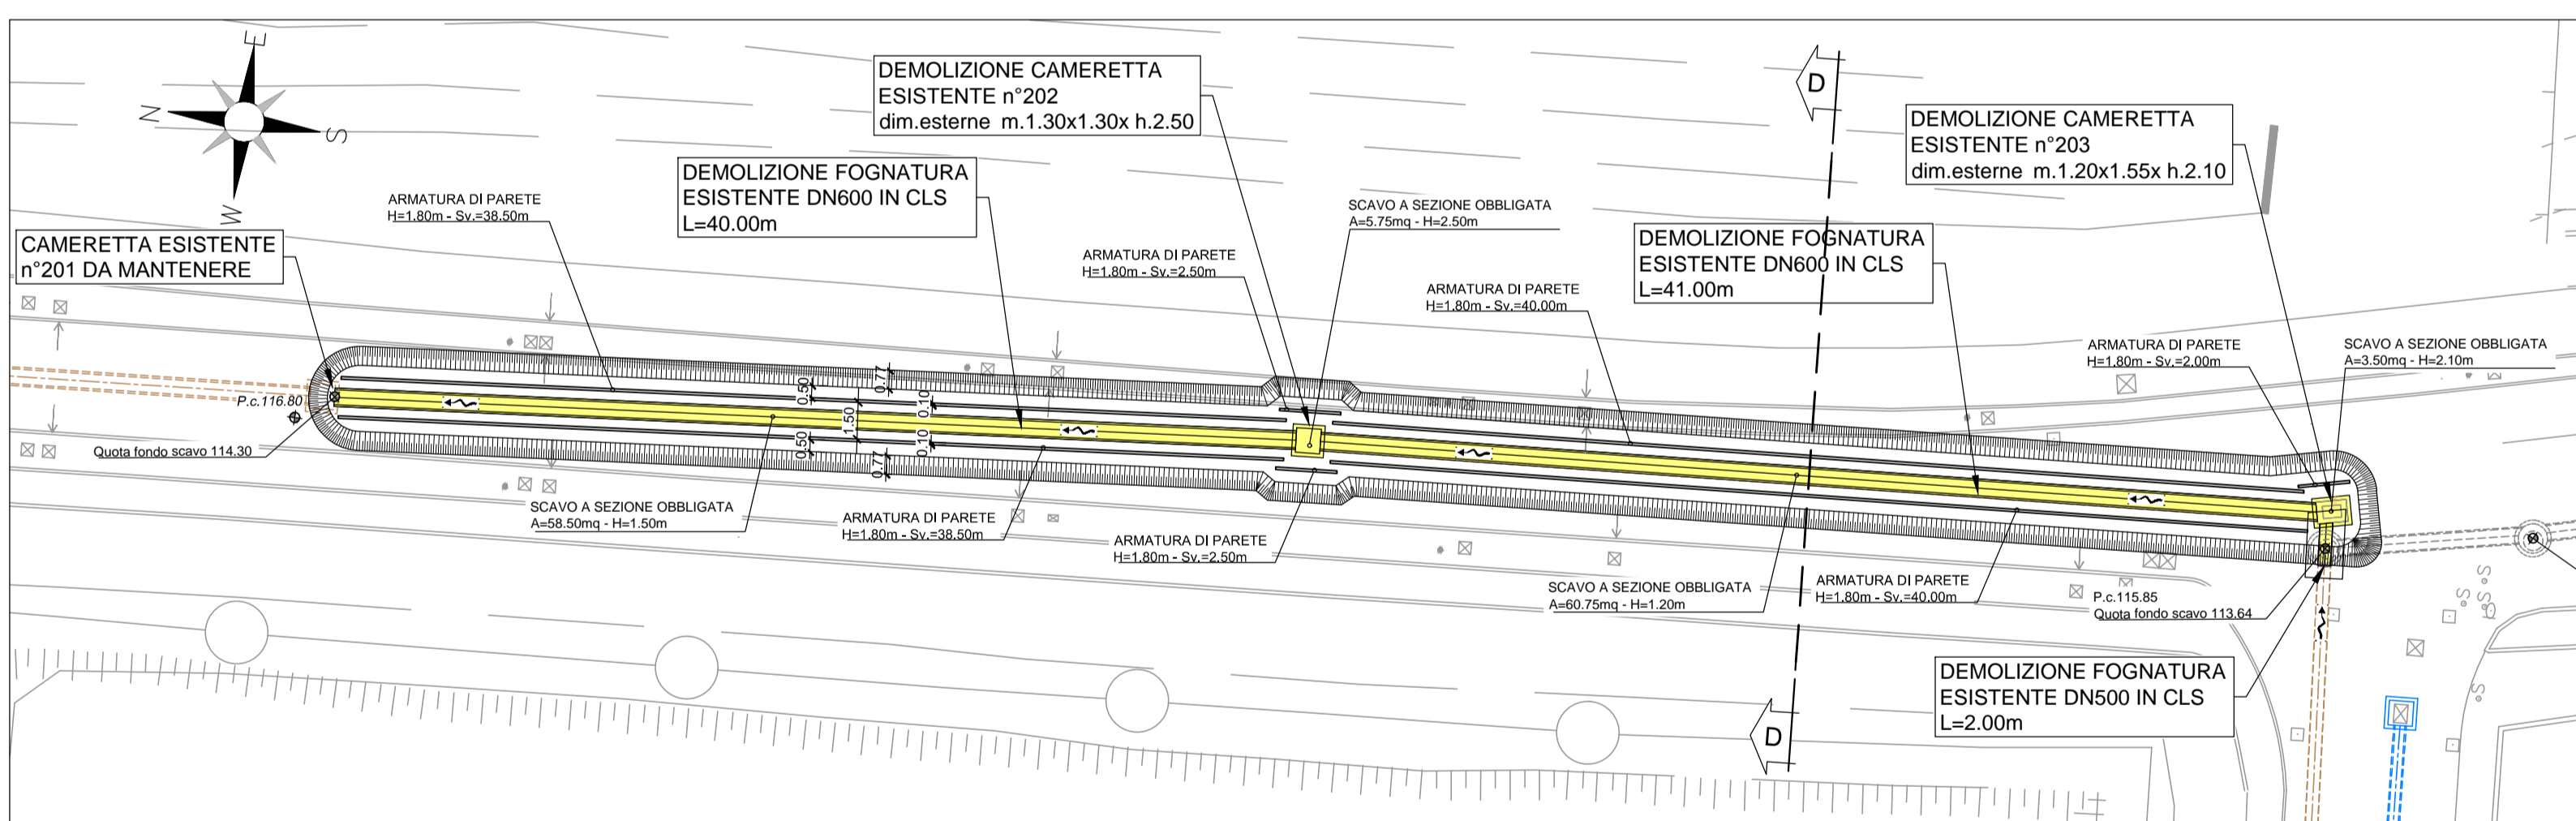 E
N
S
W
CAMERETTA ESISTENTE
n°201 DA MANTENERE
ARMATURA DI PARETE
H=1.80m - Sv.=38.50m
DEMOLIZIONE FOGNATURA
ESISTENTE DN600 IN CLS
L=40.00m
DEMOLIZIONE CAMERETTA
ESISTENTE n°202
dim.esterne m.1.30x1.30x h.2.50
ARMATURA DI PARETE
H=1.80m - Sv.=2.50m
SCAVO A SEZIONE OBBLIGATA
A=5.75mq - H=2.50m
ARMATURA DI PARETE
H=1.80m - Sv.=40.00m
DEMOLIZIONE FOGNATURA
ESISTENTE DN600 IN CLS
L=41.00m
D
DEMOLIZIONE CAMERETTA
ESISTENTE n°203
dim.esterne m.1.20x1.55x h.2.10
ARMATURA DI PARETE
H=1.80m - Sv.=2.00m
SCAVO A SEZIONE OBBLIGATA
A=3.50mq - H=2.10m
P.c.116.80
Quota fondo scavo 114.30
0.50
0.77
1.50
0.10
0.50
0.10
0.77
SCAVO A SEZIONE OBBLIGATA
A=58.50mq - H=1.50m
ARMATURA DI PARETE
H=1.80m - Sv.=38.50m
ARMATURA DI PARETE
H=1.80m - Sv.=2.50m
SCAVO A SEZIONE OBBLIGATA
A=60.75mq - H=1.20m
ARMATURA DI PARETE
H=1.80m - Sv.=40.00m
P.c.115.85
Quota fondo scavo 113.64
DEMOLIZIONE FOGNATURA
ESISTENTE DN500 IN CLS
L=2.00m
D